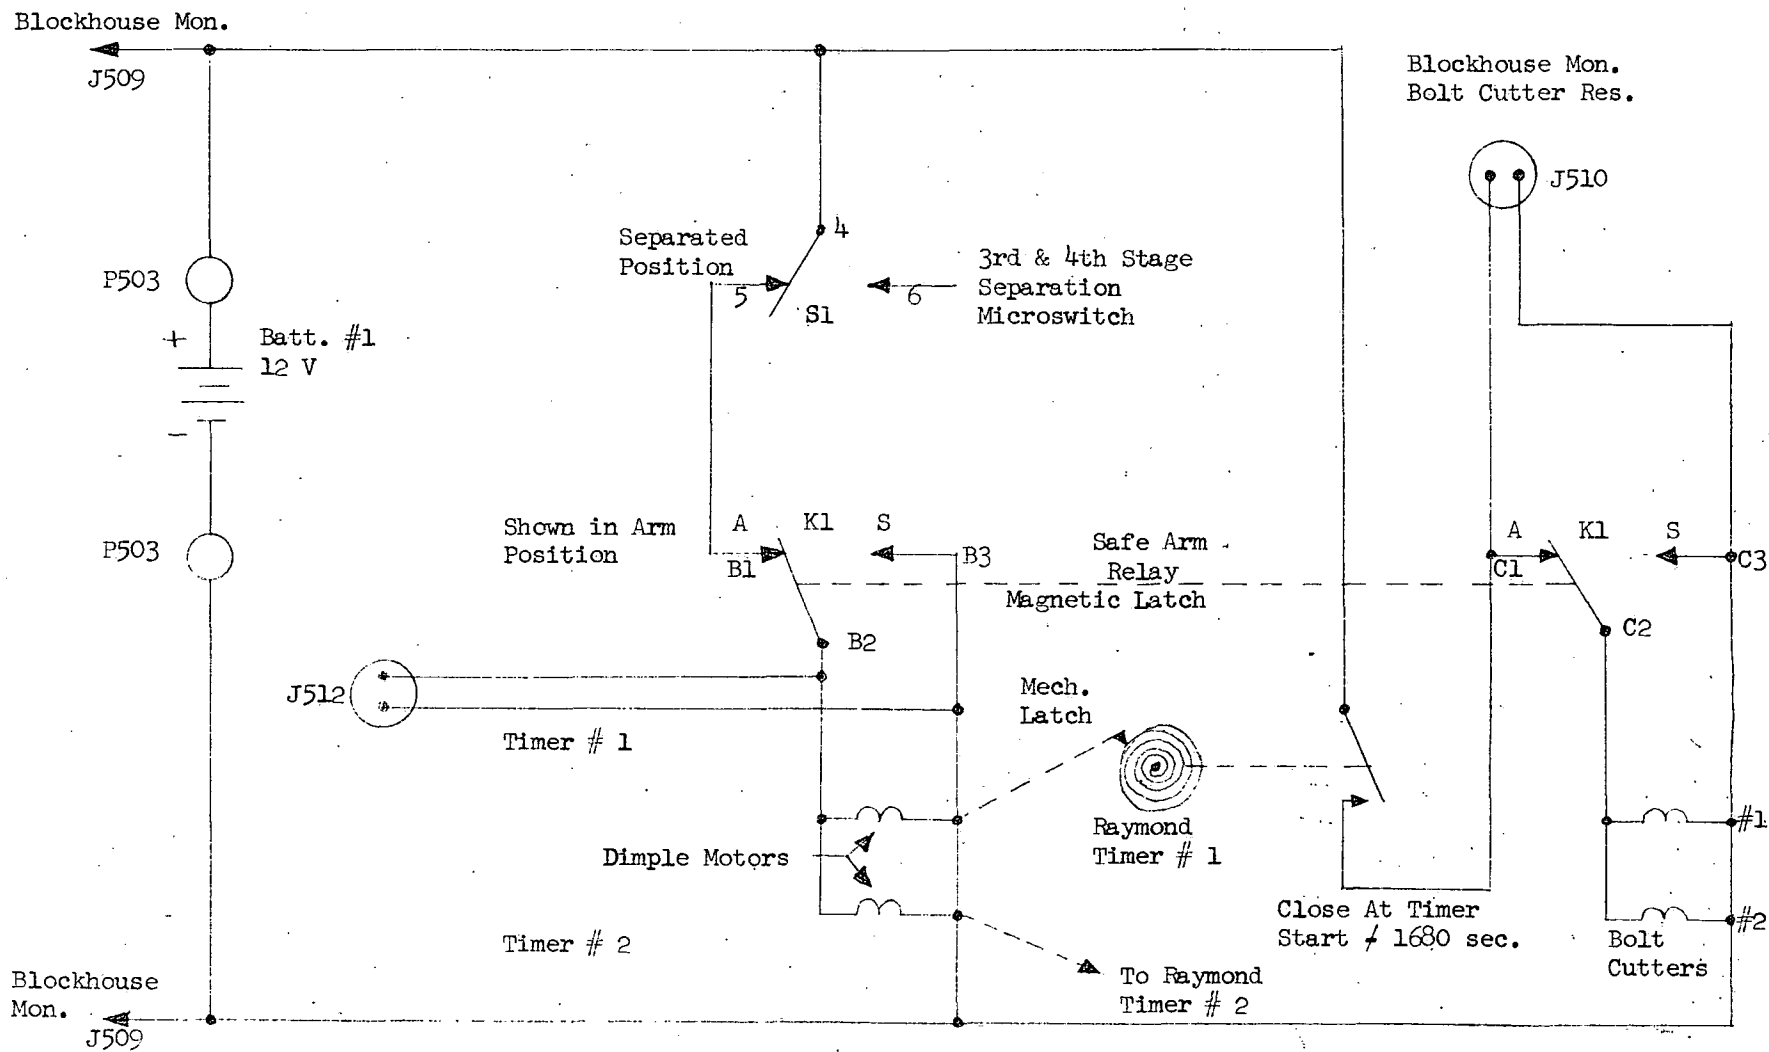 Blockhouse Mon.
J509
Blockhouse Mon.
Bolt Cutter Res.
J510
4
Separated
Position
5
6
3rd & 4th Stage
Separation
Microswitch
S1
P503
+
Batt. #1
12 V
-
P503
Shown in Arm
Position
A
K1
S
B1
B3
Safe Arm
Relay
Magnetic Latch
A
K1
S
C1
C3
C2
B2
J512
Mech.
Latch
Timer # 1
Raymond
Timer # 1
#1
Dimple Motors
Close At Timer
Start ≠ 1680 sec.
#2
Timer # 2
Bolt
Cutters
To Raymond
Timer # 2
Blockhouse
Mon.
J509